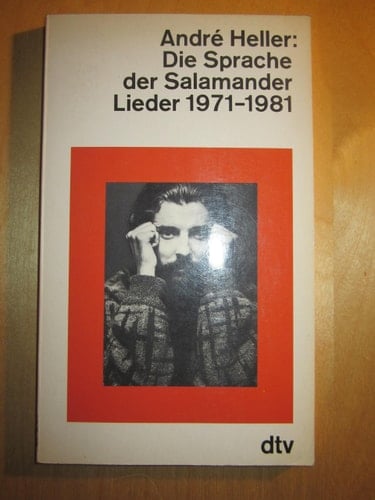 André Heller:
Die Sprache
der Salamander
Lieder 1971–1981
dtv